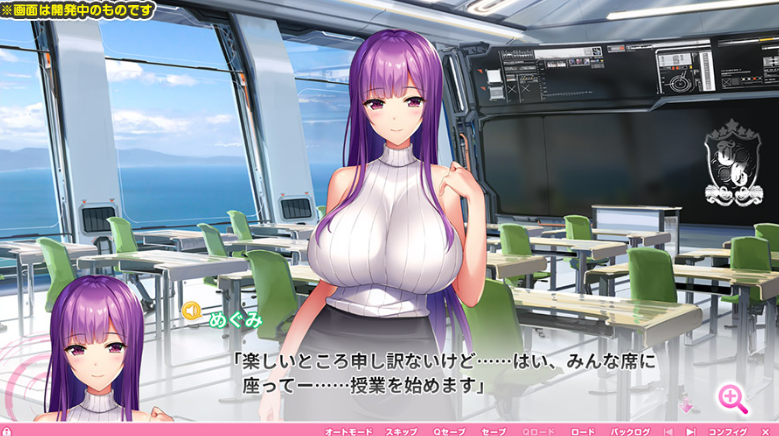 ※画面は開発中のものです
めぐみ
「楽しいところ申し訳ないけど……はい、みんな席に
座ってー……授業を始めます」
オートモード スキップ Qセーブ セーブ Qロード ロード バックログ コンフィグ